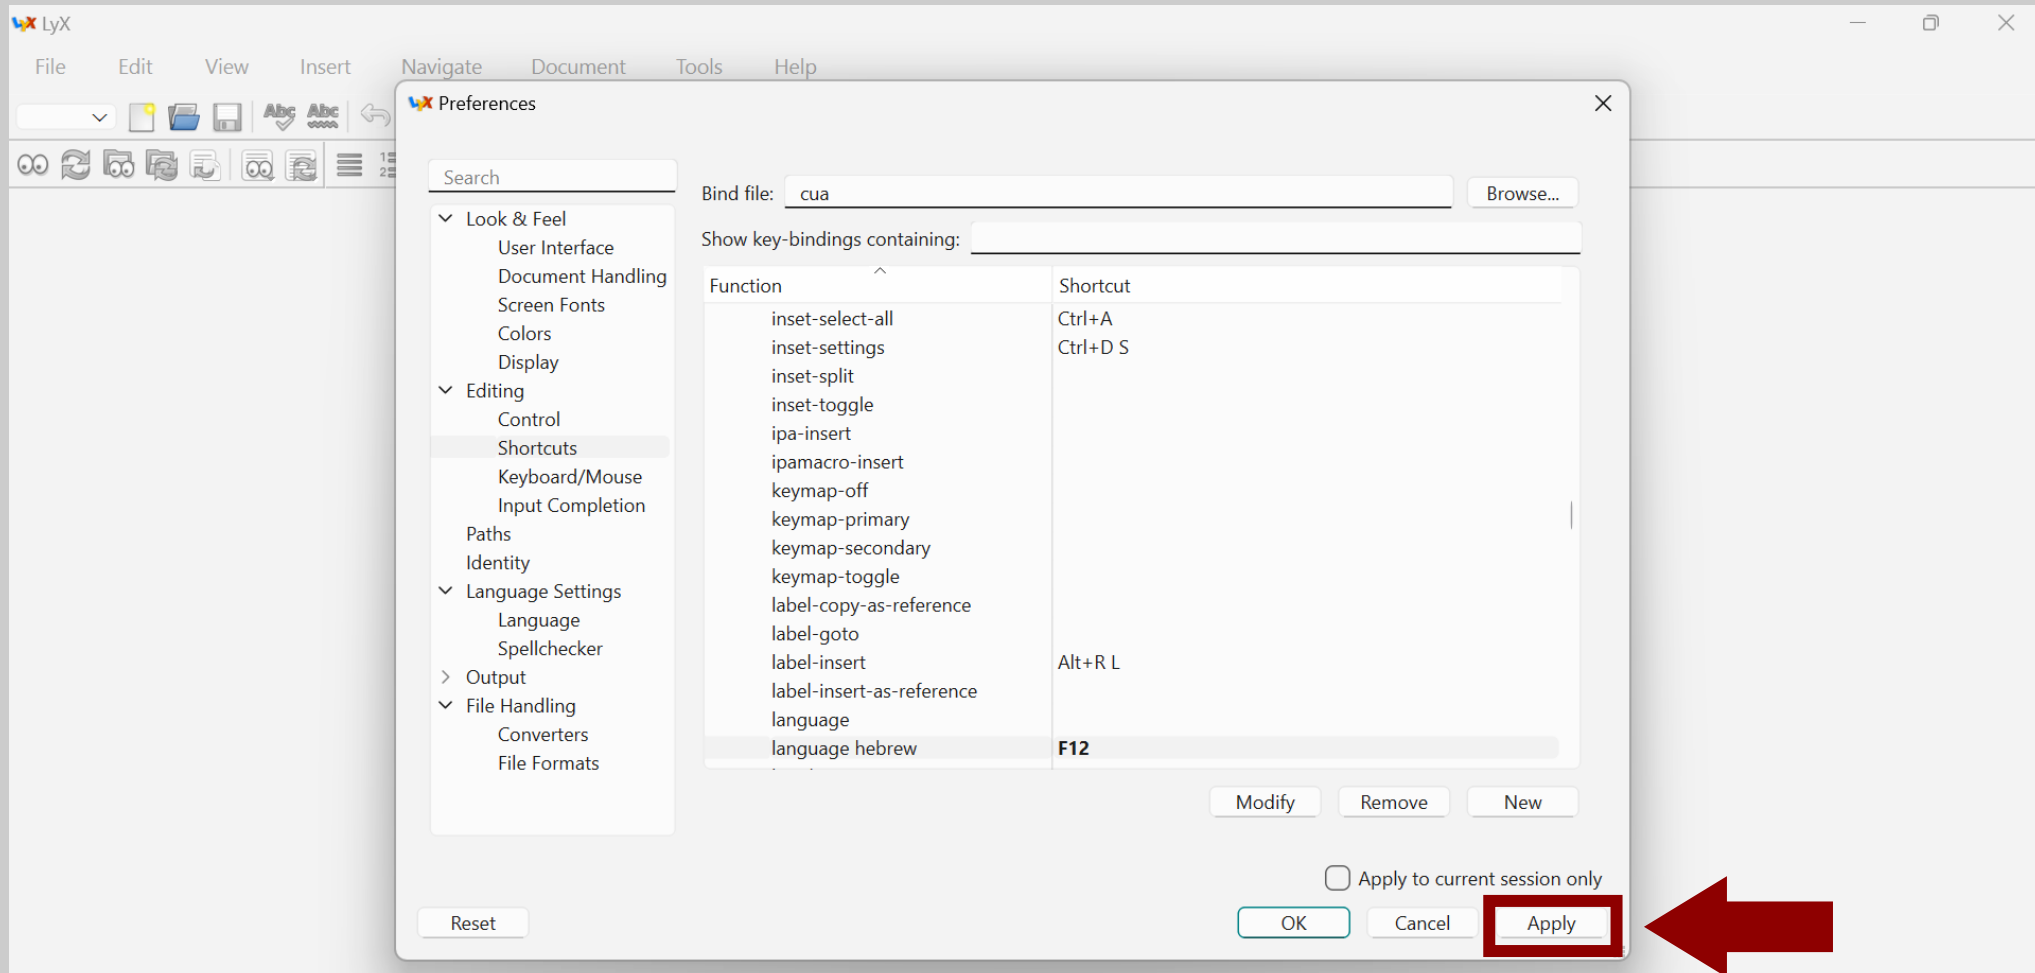 LyX
File Edit View Insert Navigate Document Tools Help
Preferences
Search
Look & Feel
User Interface
Document Handling
Screen Fonts
Colors
Display
Editing
Control
Shortcuts
Keyboard/Mouse
Input Completion
Paths
Identity
Language Settings
Language
Spellchecker
Output
File Handling
Converters
File Formats
Bind file: cua Browse...
Show key-bindings containing:
Function Shortcut
inset-select-all Ctrl+A
inset-settings Ctrl+D S
inset-split
inset-toggle
ipa-insert
ipamacro-insert
keymap-off
keymap-primary
keymap-secondary
keymap-toggle
label-copy-as-reference
label-goto
label-insert Alt+R L
label-insert-as-reference
language
language hebrew F12
Modify Remove New
Apply to current session only
Reset OK Cancel Apply